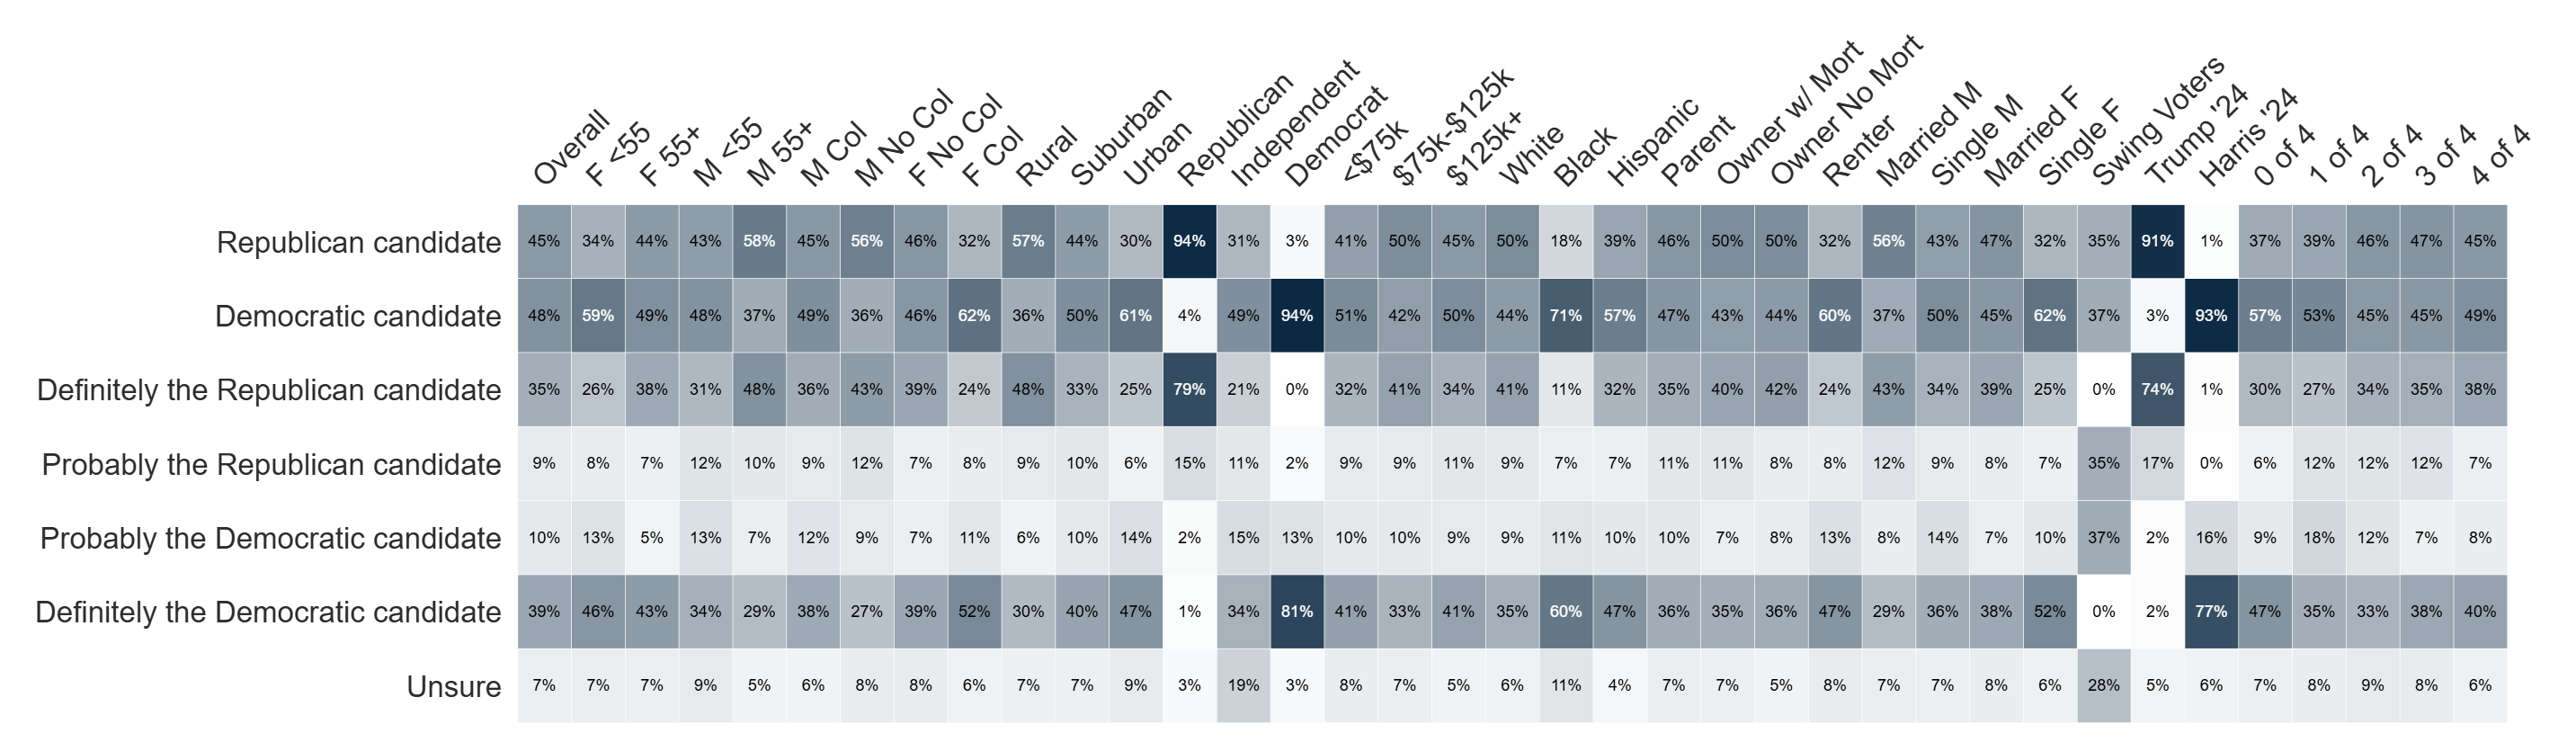 Overall F <55 F 55+ M <55 M 55+ M Col M No Col F No Col F Col Rural Suburban Urban Republican Independent Democrat <$75k $75k-$125k $125k+ White Black Hispanic Parent Owner w/ Mort Owner No Mort Renter Married M Single M Married F Single F Swing Voters Trump '24 Harris '24 0 of 4 1 of 4 2 of 4 3 of 4 4 of 4
Republican candidate 45% 34% 44% 43% 58% 45% 56% 46% 32% 57% 44% 30% 94% 31% 3% 41% 50% 45% 50% 18% 39% 46% 50% 50% 32% 56% 43% 47% 32% 35% 91% 1% 37% 39% 46% 47% 45%
Democratic candidate 48% 59% 49% 48% 37% 49% 36% 46% 62% 36% 50% 61% 4% 49% 94% 51% 42% 50% 44% 71% 57% 47% 43% 44% 60% 37% 50% 45% 62% 37% 3% 93% 57% 53% 45% 45% 49%
Definitely the Republican candidate 35% 26% 38% 31% 48% 36% 43% 39% 24% 48% 33% 25% 79% 21% 0% 32% 41% 34% 41% 11% 32% 35% 40% 42% 24% 43% 34% 39% 25% 0% 74% 1% 30% 27% 34% 35% 38%
Probably the Republican candidate 9% 8% 7% 12% 10% 9% 12% 7% 8% 9% 10% 6% 15% 11% 2% 9% 9% 11% 9% 7% 7% 11% 11% 8% 8% 12% 9% 8% 7% 35% 17% 0% 6% 12% 12% 12% 7%
Probably the Democratic candidate 10% 13% 5% 13% 7% 12% 9% 7% 11% 6% 10% 14% 2% 15% 13% 10% 10% 9% 9% 11% 10% 10% 7% 8% 13% 8% 14% 7% 10% 37% 2% 16% 9% 18% 12% 7% 8%
Definitely the Democratic candidate 39% 46% 43% 34% 29% 38% 27% 39% 52% 30% 40% 47% 1% 34% 81% 41% 33% 41% 35% 60% 47% 36% 35% 36% 47% 29% 36% 38% 52% 0% 2% 77% 47% 35% 33% 38% 40%
Unsure 7% 7% 7% 9% 5% 6% 8% 8% 6% 7% 7% 9% 3% 19% 3% 8% 7% 5% 6% 11% 4% 7% 7% 5% 8% 7% 7% 8% 6% 28% 5% 6% 7% 8% 9% 8% 6%